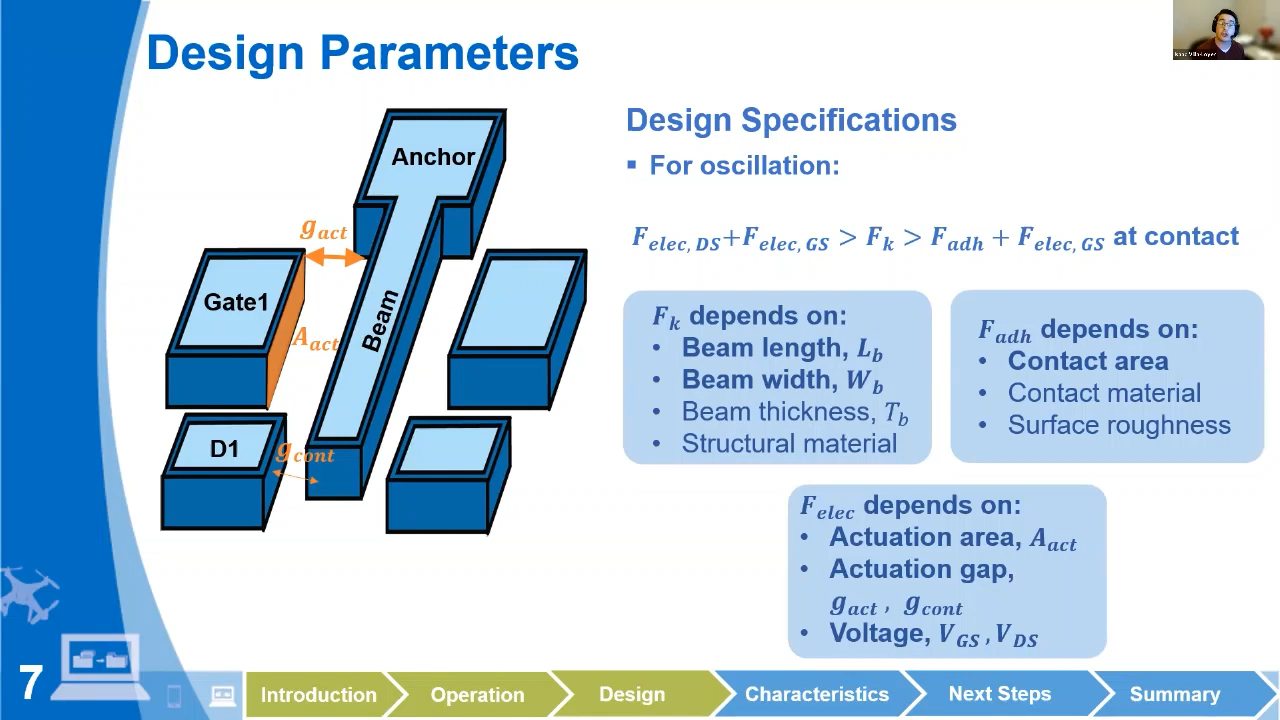 Design Parameters
Anchor
g_act
Gate1
A_act
Beam
D1
g_cont
Design Specifications
▪ For oscillation:
F_elec, DS+F_elec, GS > F_k > F_adh + F_elec, GS at contact
F_k depends on:
• Beam length, L_b
• Beam width, W_b
• Beam thickness, T_b
• Structural material
F_adh depends on:
• Contact area
• Contact material
• Surface roughness
F_elec depends on:
• Actuation area, A_act
• Actuation gap,
g_act , g_cont
• Voltage, V_GS , V_DS
7
Introduction
Operation
Design
Characteristics
Next Steps
Summary